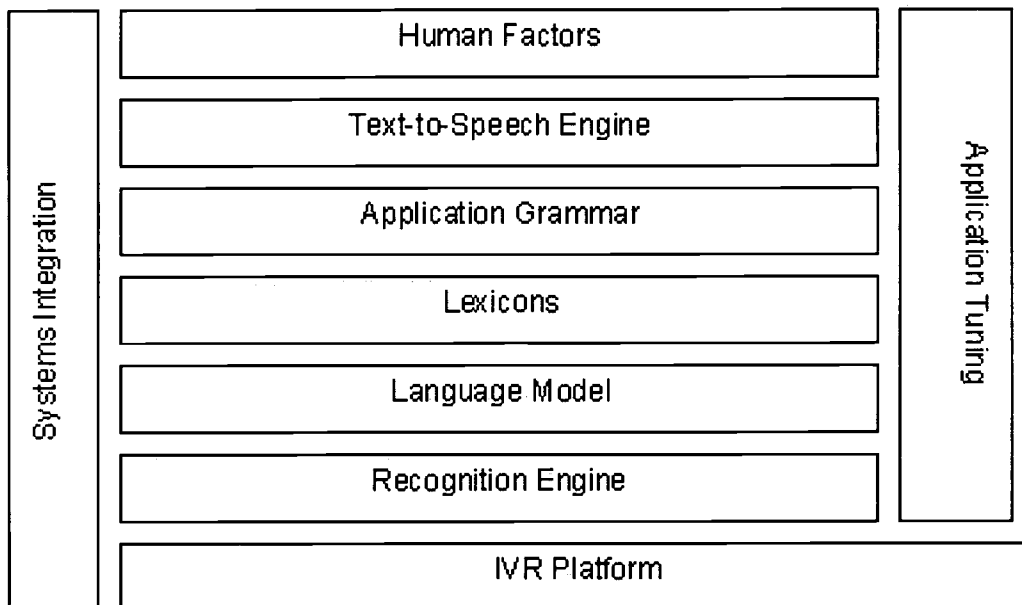 Systems Integration
Human Factors
Text-to-Speech Engine
Application Grammar
Lexicons
Language Model
Recognition Engine
IVR Platform
Application Tuning